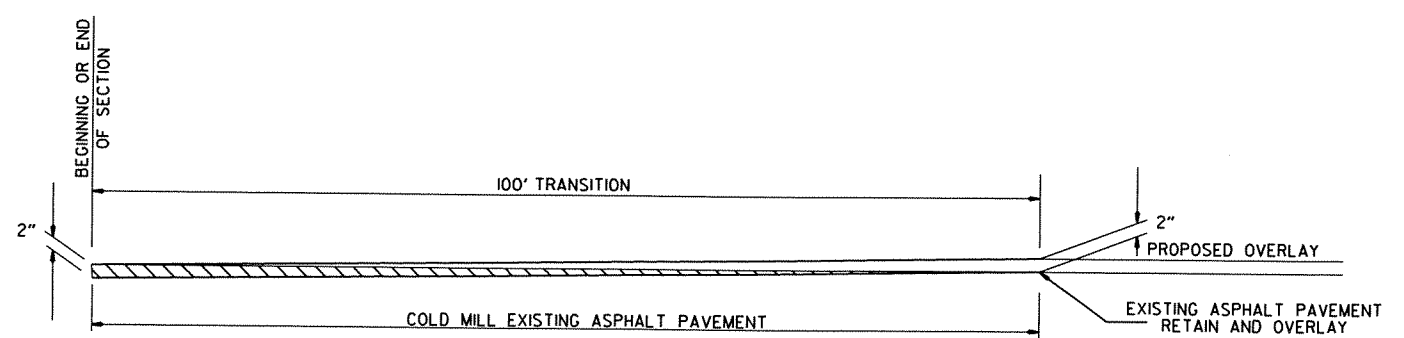 BEGINNING OR END
OF SECTION
100' TRANSITION
2"
2"
PROPOSED OVERLAY
COLD MILL EXISTING ASPHALT PAVEMENT
EXISTING ASPHALT PAVEMENT
RETAIN AND OVERLAY